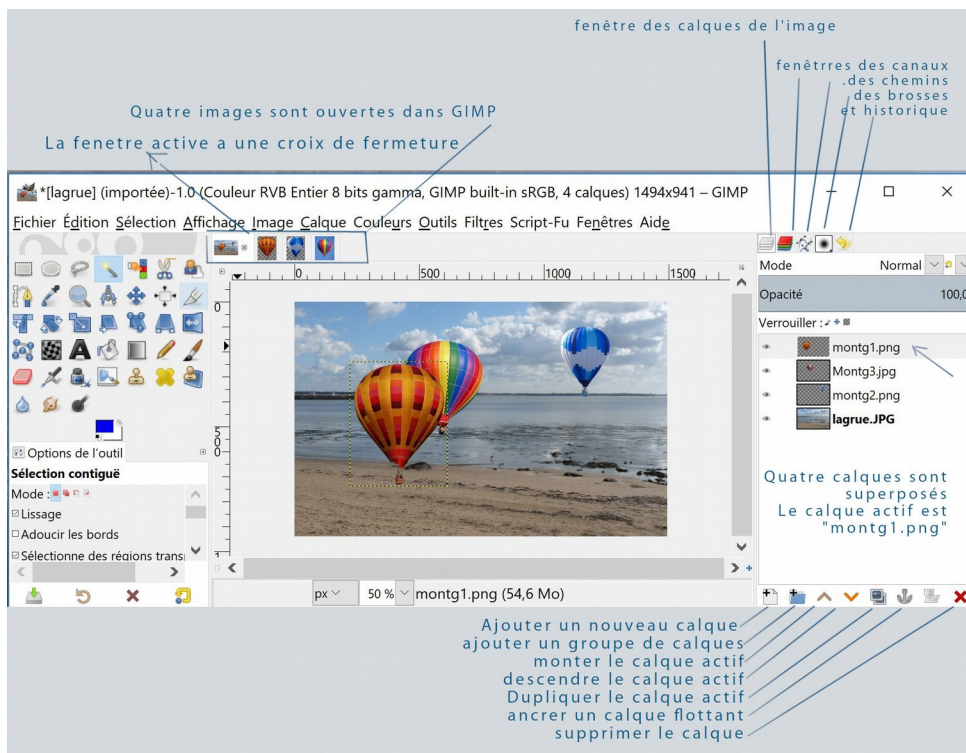 fenêtre des calques de l'image
fenêtrres des canaux
.des chemins
des brosses
et historique
Quatre images sont ouvertes dans GIMP
La fenetre active a une croix de fermeture
*[lagrue] (importée)-1.0 (Couleur RVB Entier 8 bits gamma, GIMP built-in sRGB, 4 calques) 1494x941 – GIMP
Fichier Édition Sélection Affichage Image Calque Couleurs Outils Filtres Script-Fu Fenêtres Aide
0 500 1000 1500
0
500
1
Mode Normal
Opacité 100,0
Verrouiller :
montg1.png
Montg3.jpg
montg2.png
lagrue.JPG
Quatre calques sont
superposés
Le calque actif est
"montg1.png"
Options de l'outil
Sélection contiguë
Mode :
Lissage
Adoucir les bords
Sélectionne des régions trans
px 50 % montg1.png (54,6 Mo)
Ajouter un nouveau calque
ajouter un groupe de calques
monter le calque actif
descendre le calque actif
Dupliquer le calque actif
ancrer un calque flottant
supprimer le calque